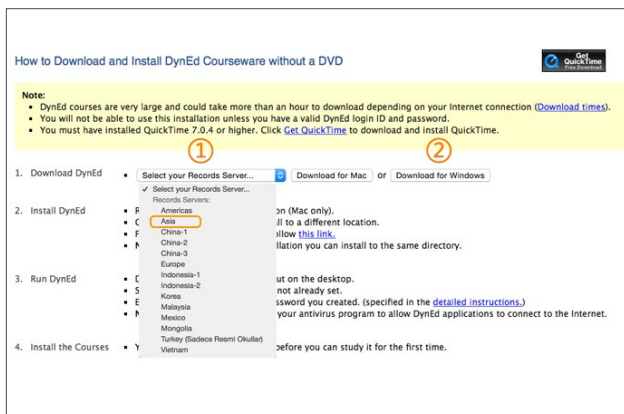 How to Download and Install DynEd Courseware without a DVD
Get
QuickTime
Free Download
Note:
▪ DynEd courses are very large and could take more than an hour to download depending on your Internet connection (Download times).
▪ You will not be able to use this installation unless you have a valid DynEd login ID and password.
▪ You must have installed QuickTime 7.0.4 or higher. Click Get QuickTime to download and install QuickTime.
① ②
1. Download DynEd ▪ Select your Records Server... Download for Mac or Download for Windows
✓ Select your Records Server...
Records Servers:
Americas
Asia
China-1
China-2
China-3
Europe
Indonesia-1
Indonesia-2
Korea
Malaysia
Mexico
Mongolia
Turkey (Sadece Resmi Okullar)
Vietnam
2. Install DynEd ▪ on (Mac only).
▪ all to a different location.
▪ ollow this link.
▪ llation you can install to the same directory.
3. Run DynEd ▪ ut on the desktop.
▪ not already set.
▪ ssword you created. (specified in the detailed instructions.)
▪ your antivirus program to allow DynEd applications to connect to the Internet.
4. Install the Courses ▪ Y before you can study it for the first time.